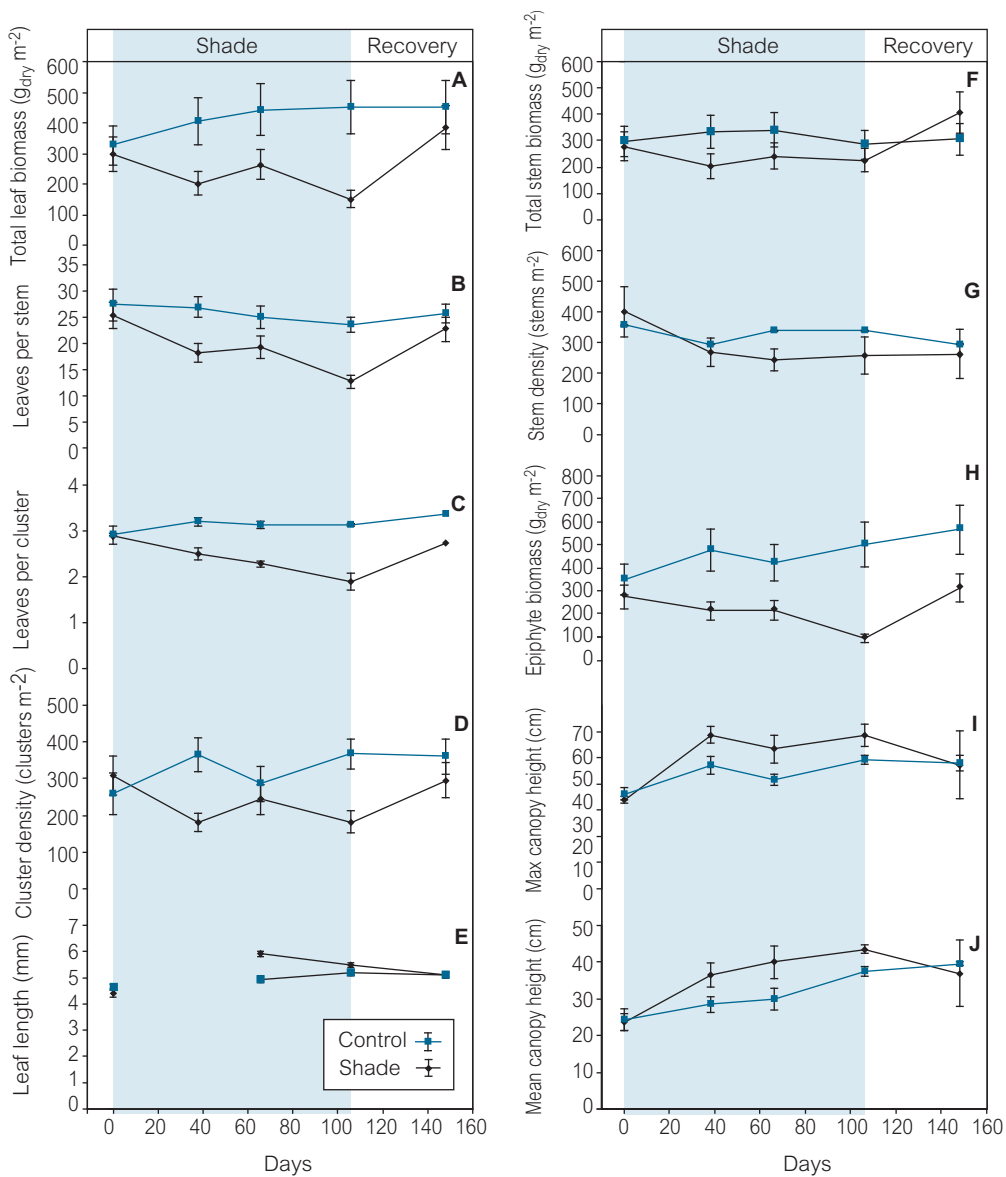 Shade
Recovery
A
Total leaf biomass (g dry m-2)
600
500
400
300
200
100
0
B
Leaves per stem
35
30
25
20
15
10
5
0
C
Leaves per cluster
4
3
2
1
0
D
Cluster density (clusters m-2)
500
400
300
200
100
0
E
Leaf length (mm)
7
6
5
4
3
2
1
0
Control
Shade
0 20 40 60 80 100 120 140 160
Days
Shade
Recovery
F
Total stem biomass (g dry m-2)
600
500
400
300
200
100
0
G
Stem density (stems m-2)
600
500
400
300
200
100
0
H
Epiphyte biomass (g dry m-2)
800
700
600
500
400
300
200
100
0
I
Max canopy height (cm)
70
60
50
40
30
20
10
0
J
Mean canopy height (cm)
50
40
30
20
10
0
0 20 40 60 80 100 120 140 160
Days